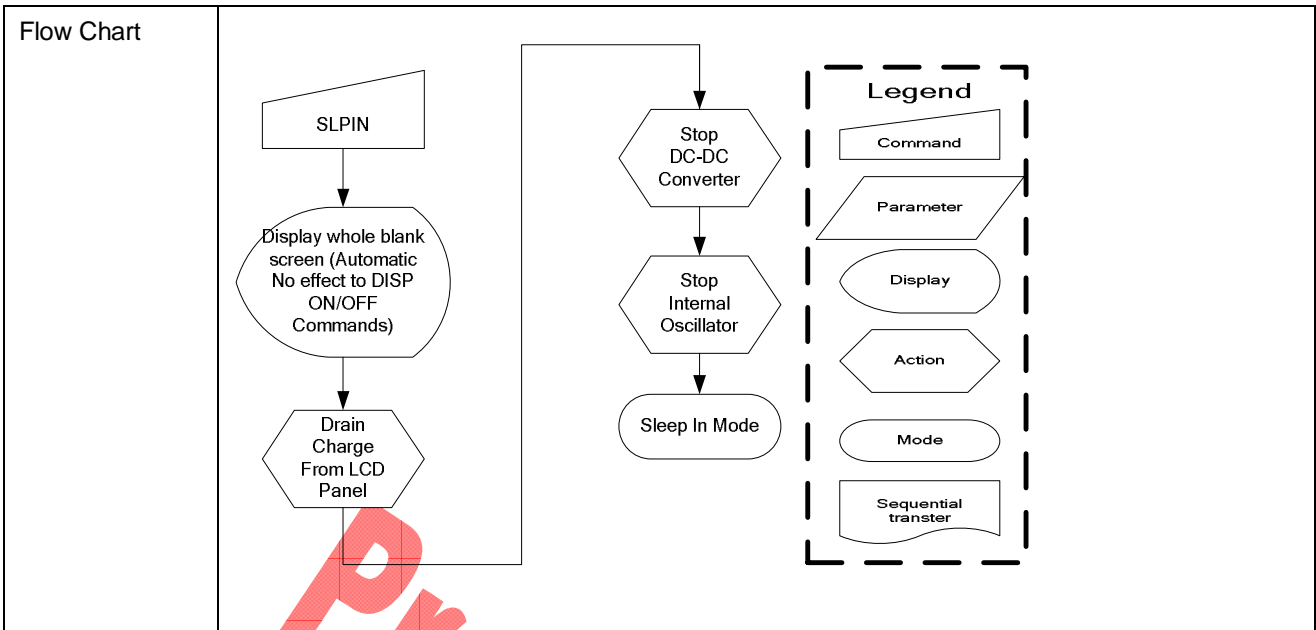 Flow Chart
SLPIN
Display whole blank
screen (Automatic
No effect to DISP
ON/OFF
Commands)
Drain
Charge
From LCD
Panel
Stop
DC-DC
Converter
Stop
Internal
Oscillator
Sleep In Mode
Legend
Command
Parameter
Display
Action
Mode
Sequential
transter
Pr